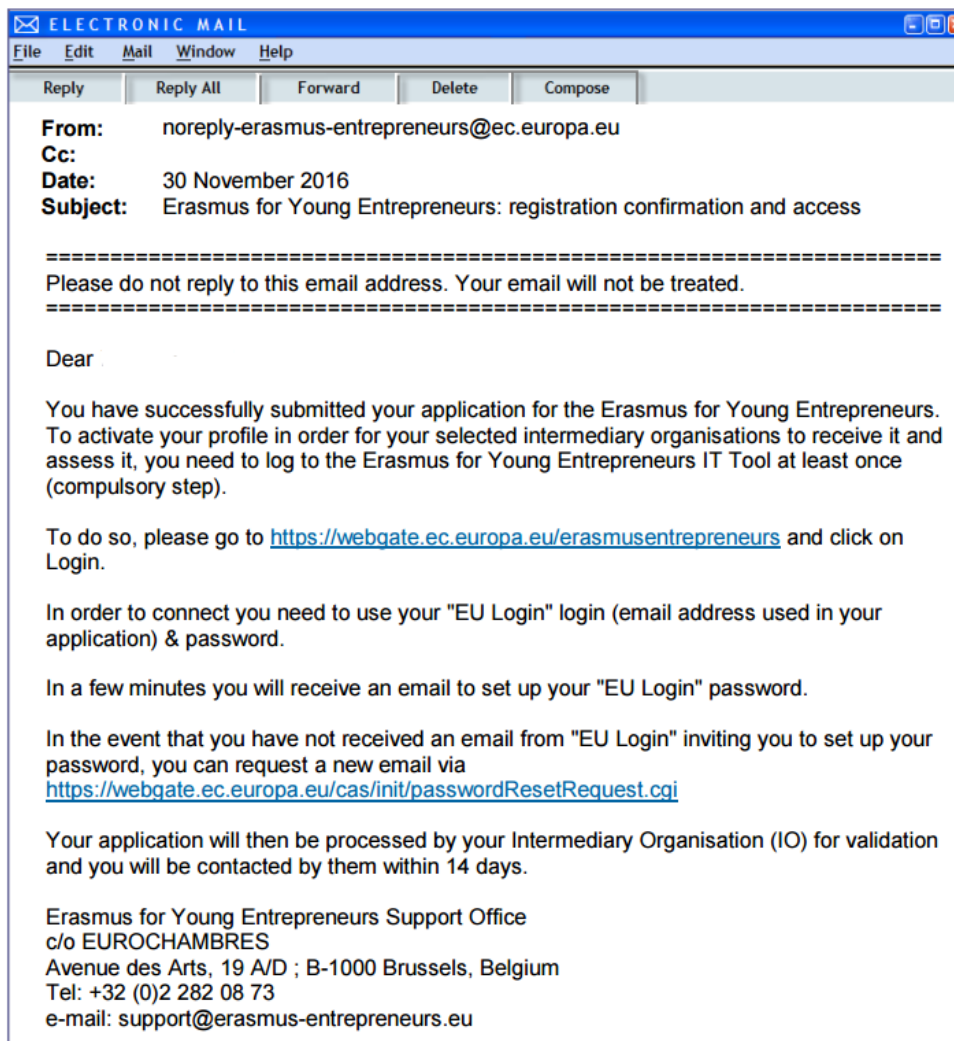 ELECTRONIC MAIL
File Edit Mail Window Help
Reply Reply All Forward Delete Compose
From: noreply-erasmus-entrepreneurs@ec.europa.eu
Cc:
Date: 30 November 2016
Subject: Erasmus for Young Entrepreneurs: registration confirmation and access
======================================================================
Please do not reply to this email address. Your email will not be treated.
======================================================================
Dear
You have successfully submitted your application for the Erasmus for Young Entrepreneurs.
To activate your profile in order for your selected intermediary organisations to receive it and
assess it, you need to log to the Erasmus for Young Entrepreneurs IT Tool at least once
(compulsory step).
To do so, please go to https://webgate.ec.europa.eu/erasmusentrepreneurs and click on
Login.
In order to connect you need to use your "EU Login" login (email address used in your
application) & password.
In a few minutes you will receive an email to set up your "EU Login" password.
In the event that you have not received an email from "EU Login" inviting you to set up your
password, you can request a new email via
https://webgate.ec.europa.eu/cas/init/passwordResetRequest.cgi
Your application will then be processed by your Intermediary Organisation (IO) for validation
and you will be contacted by them within 14 days.
Erasmus for Young Entrepreneurs Support Office
c/o EUROCHAMBRES
Avenue des Arts, 19 A/D ; B-1000 Brussels, Belgium
Tel: +32 (0)2 282 08 73
e-mail: support@erasmus-entrepreneurs.eu